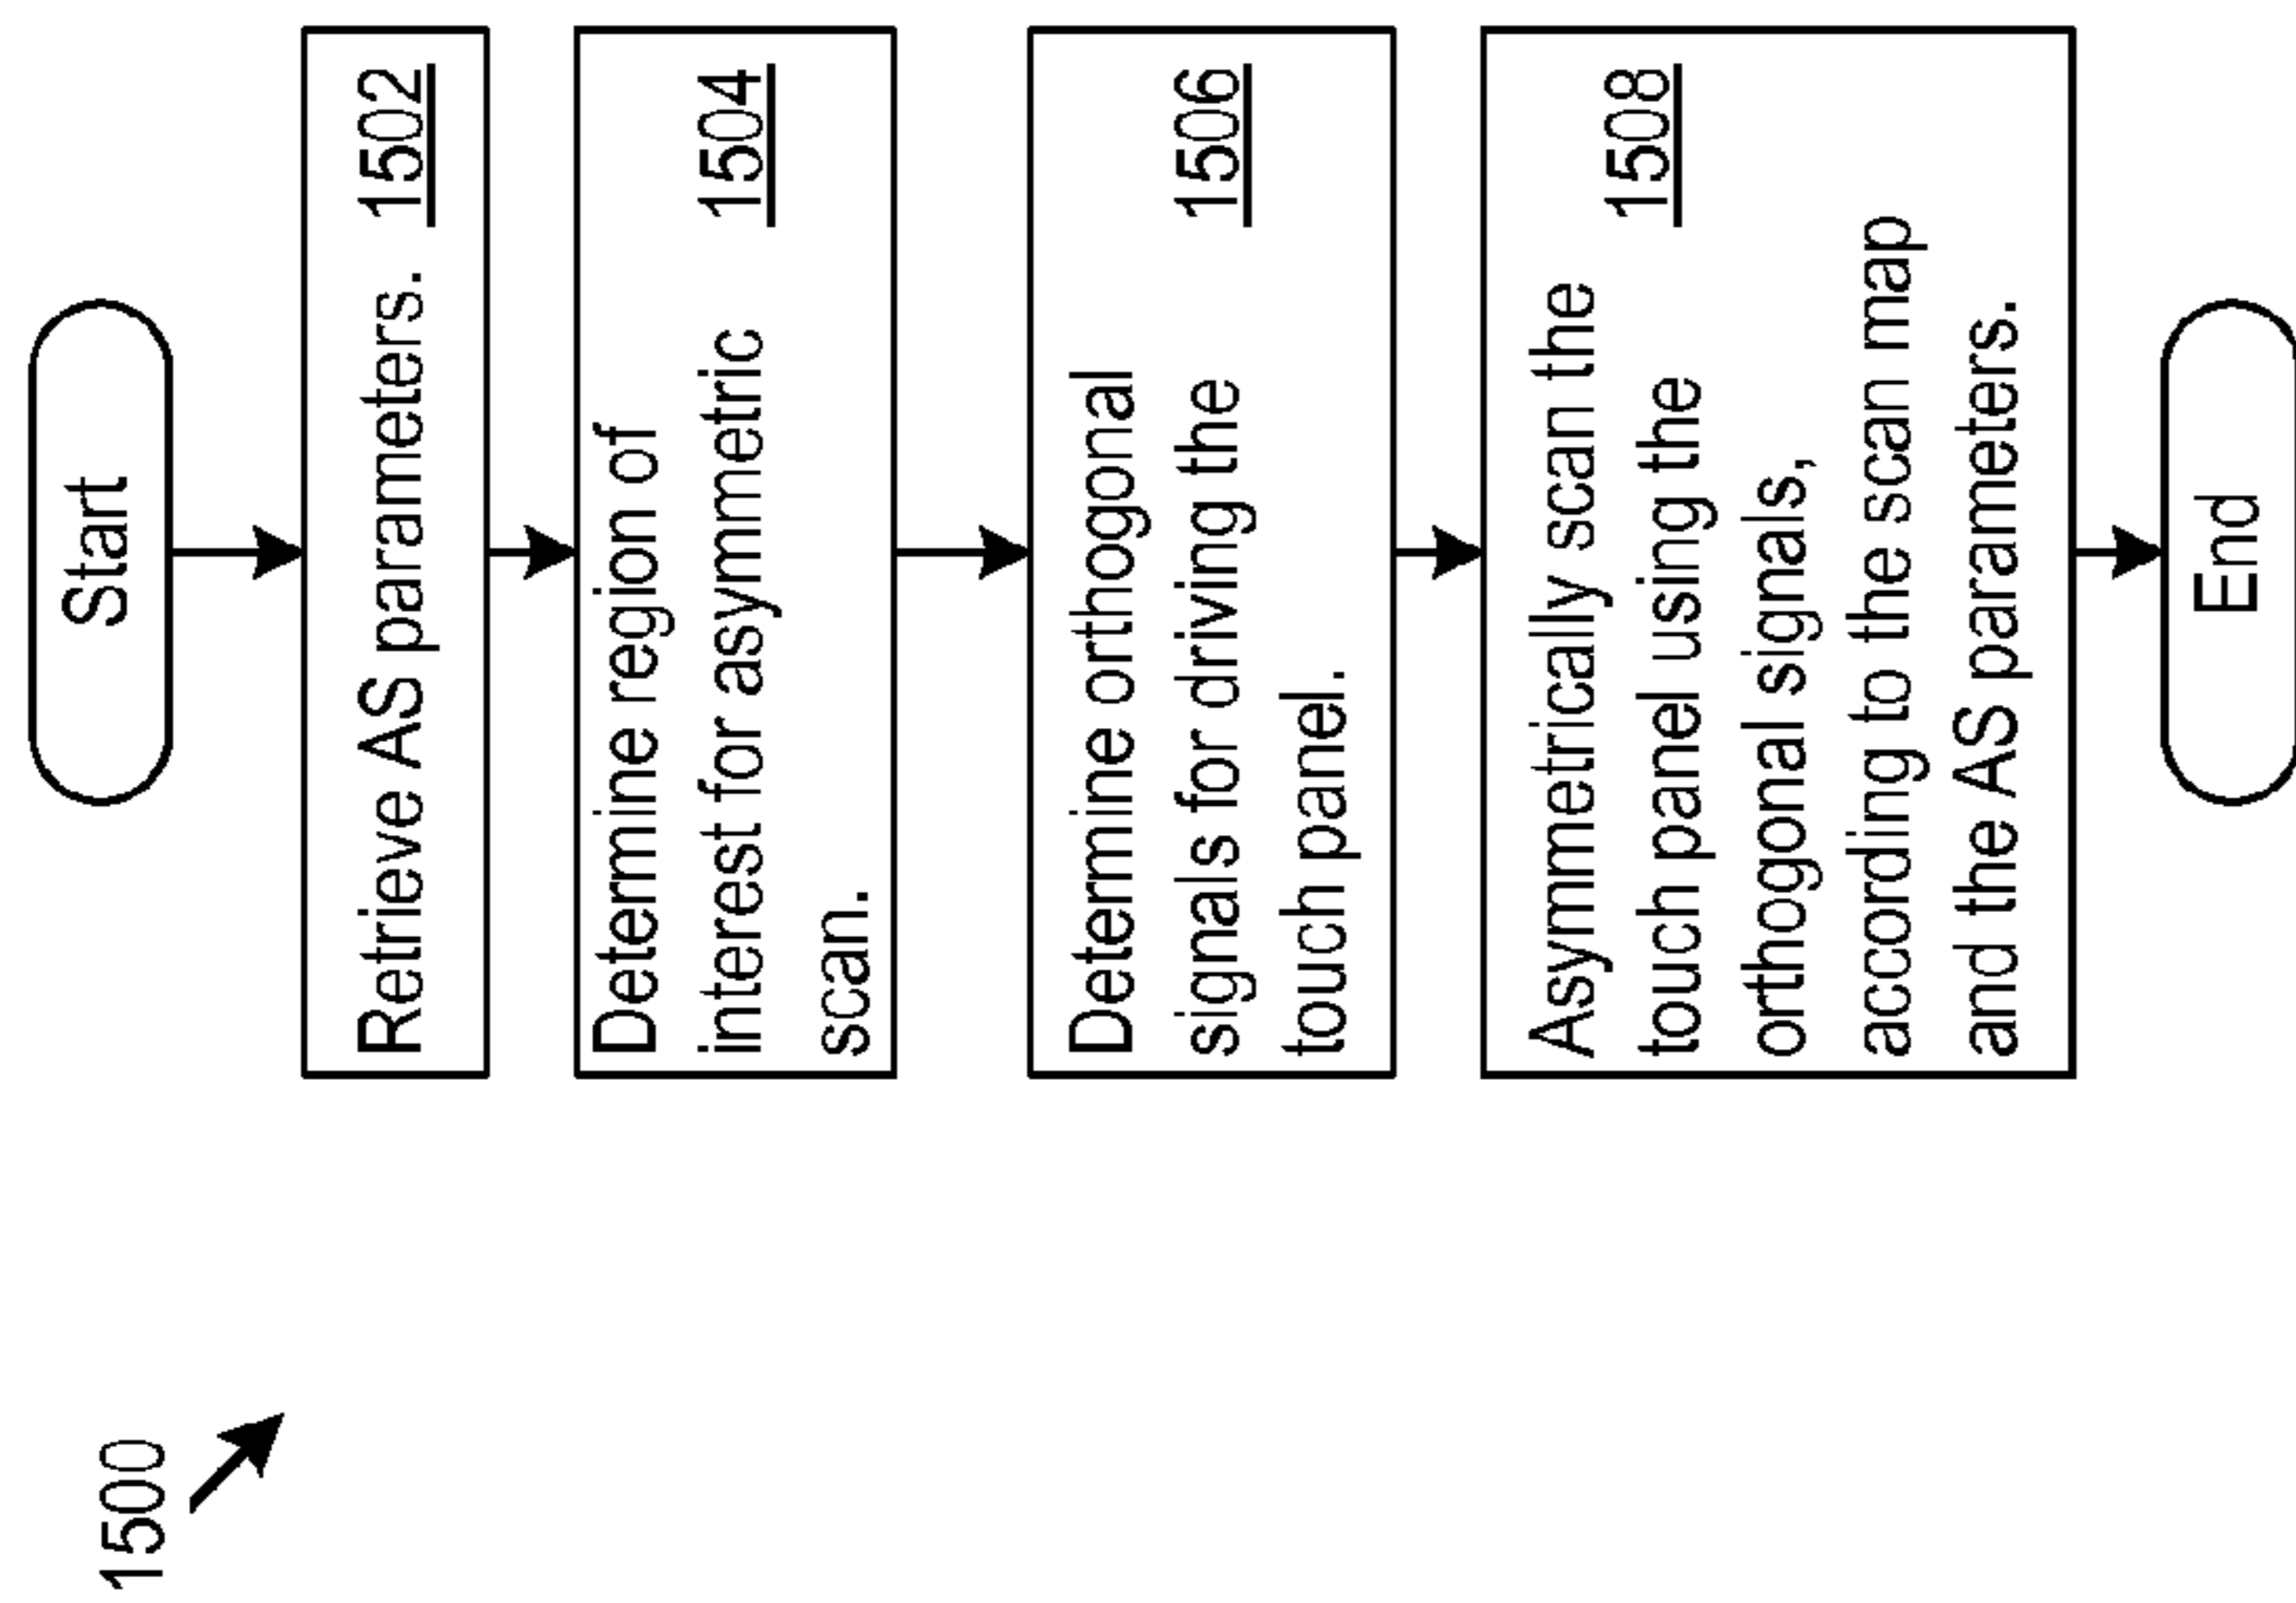 1500
Start
Retrieve AS parameters. 1502
Determine region of
interest for asymmetric 1504
scan.
Determine orthogonal
signals for driving the 1506
touch panel.
Asymmetrically scan the
touch panel using the 1508
orthogonal signals,
according to the scan map
and the AS parameters.
End